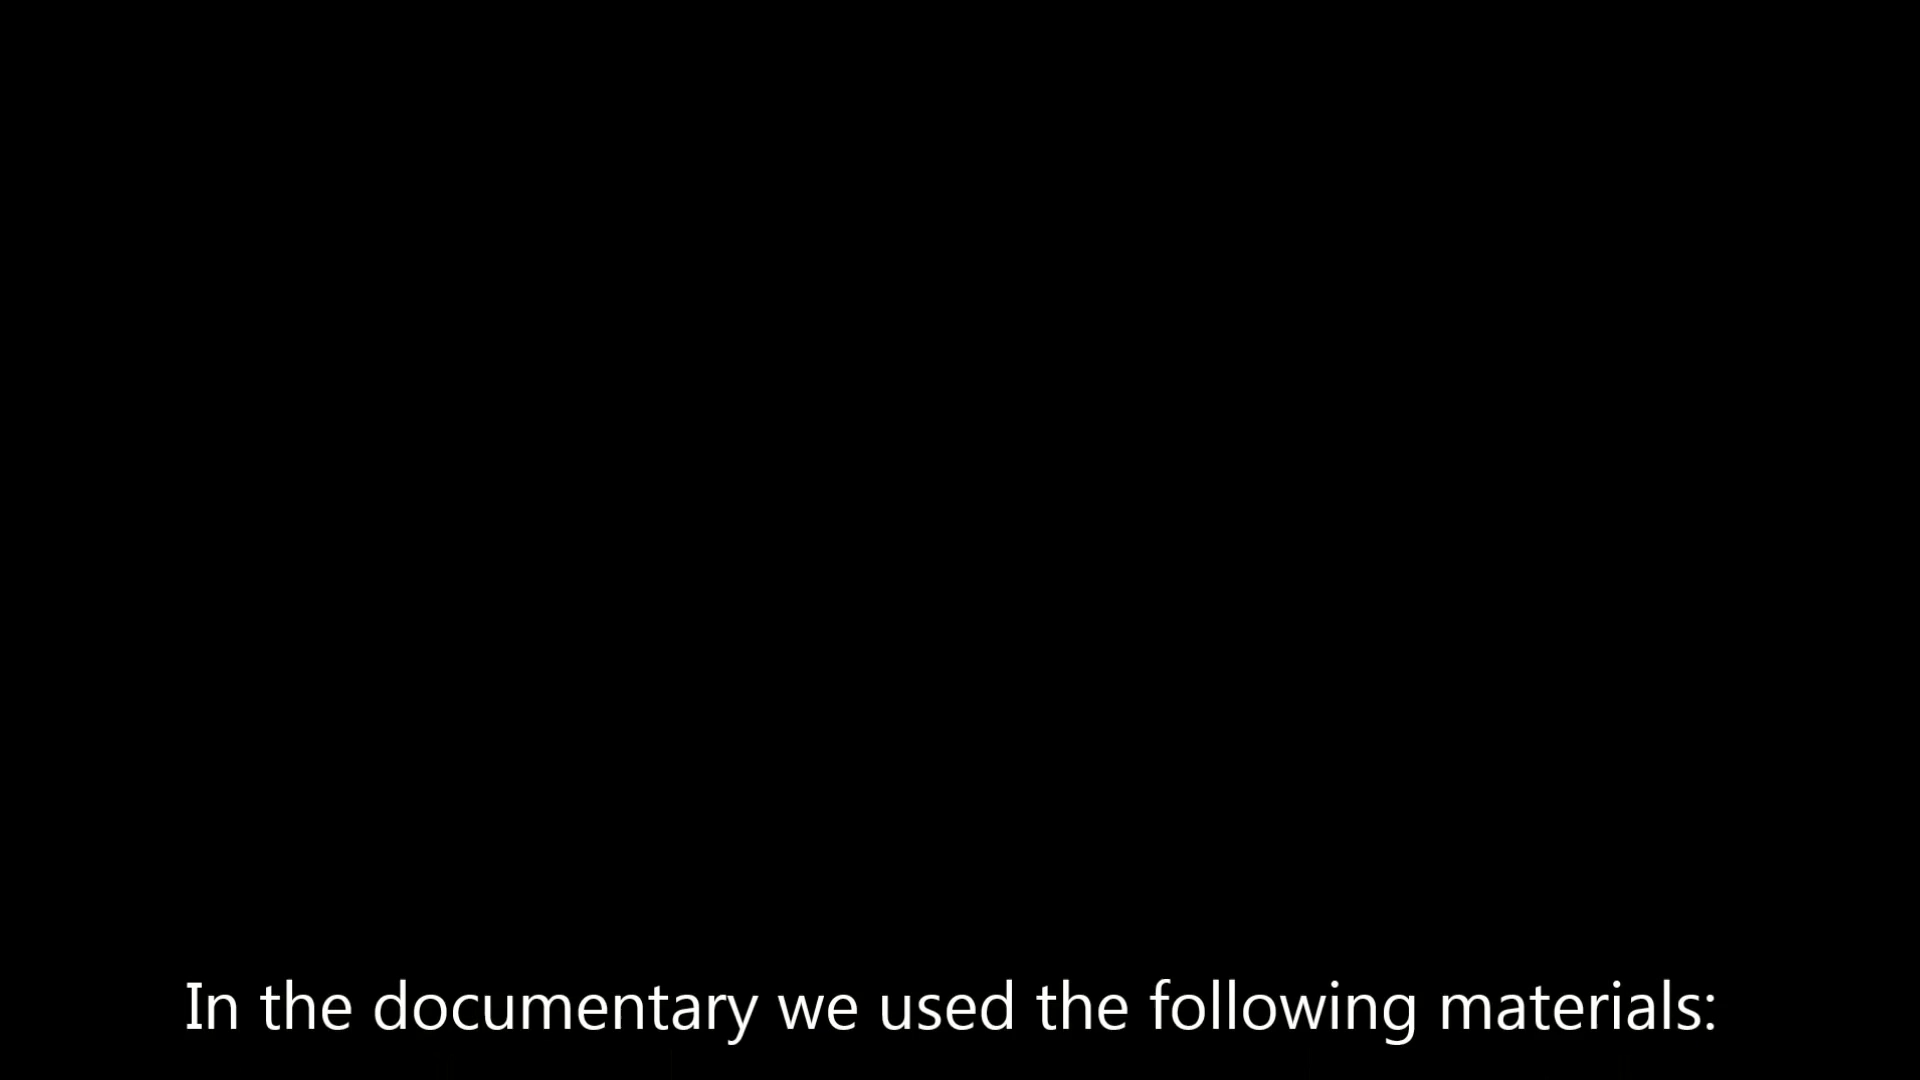 In the documentary we used the following materials: